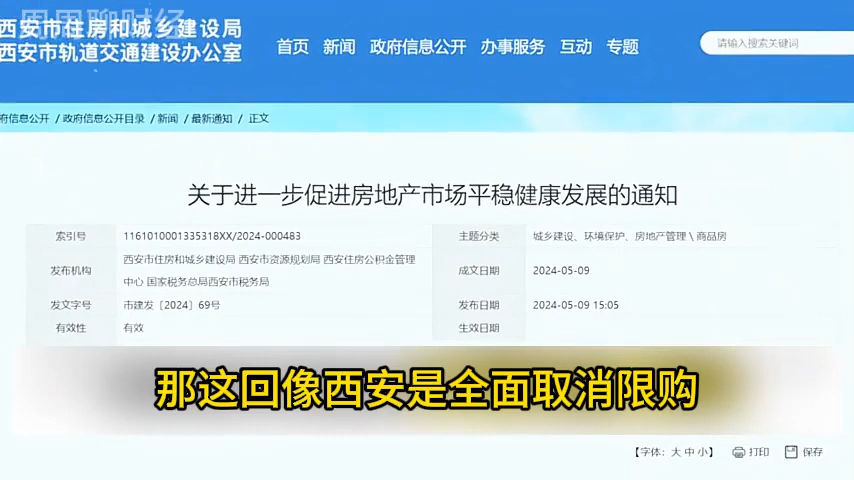 周周聊财经
西安市住房和城乡建设局
西安市轨道交通建设办公室
首页 新闻 政府信息公开 办事服务 互动 专题
请输入搜索关键词
府信息公开 / 政府信息公开目录 / 新闻 / 最新通知 / 正文
关于进一步促进房地产市场平稳健康发展的通知
索引号 1161010001335318XX/2024-000483 主题分类 城乡建设、环境保护、房地产管理 \ 商品房
发布机构 西安市住房和城乡建设局 西安市资源规划局 西安住房公积金管理
中心 国家税务总局西安市税务局 成文日期 2024-05-09
发文字号 市建发〔2024〕69号 发布日期 2024-05-09 15:05
有效性 有效 生效日期
那这回像西安是全面取消限购
【字体：大 中 小】 打印 保存